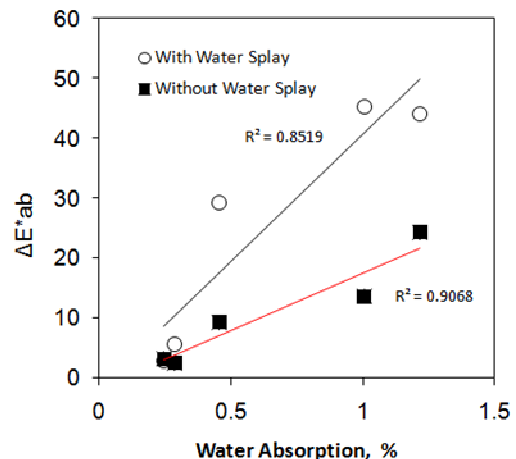 60
50
40
30
20
10
0
ΔE*ab
With Water Splay
Without Water Splay
R² = 0.8519
R² = 0.9068
0
0.5
1
1.5
Water Absorption, %